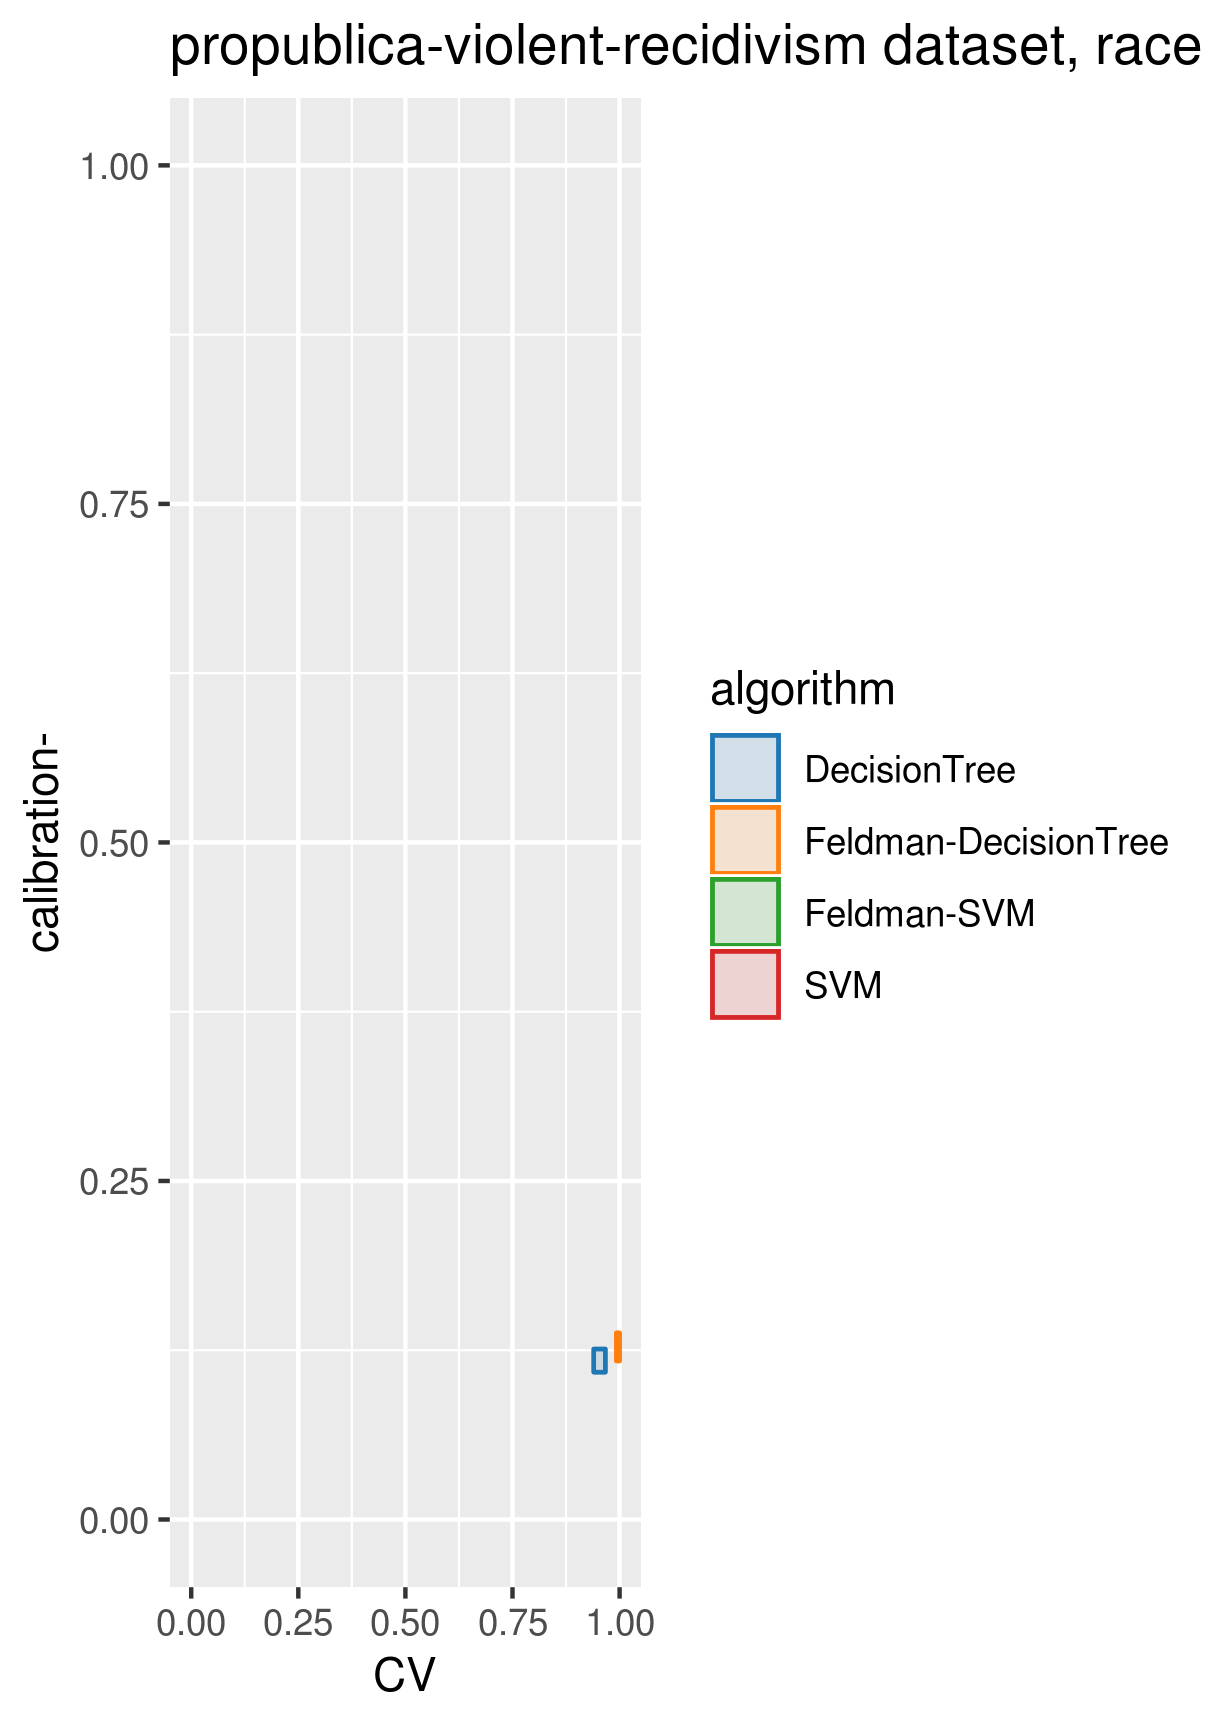 propublica-violent-recidivism dataset, race
1.00
0.75
0.50
0.25
0.00
calibration-
0.00 0.25 0.50 0.75 1.00
CV
algorithm
DecisionTree
Feldman-DecisionTree
Feldman-SVM
SVM